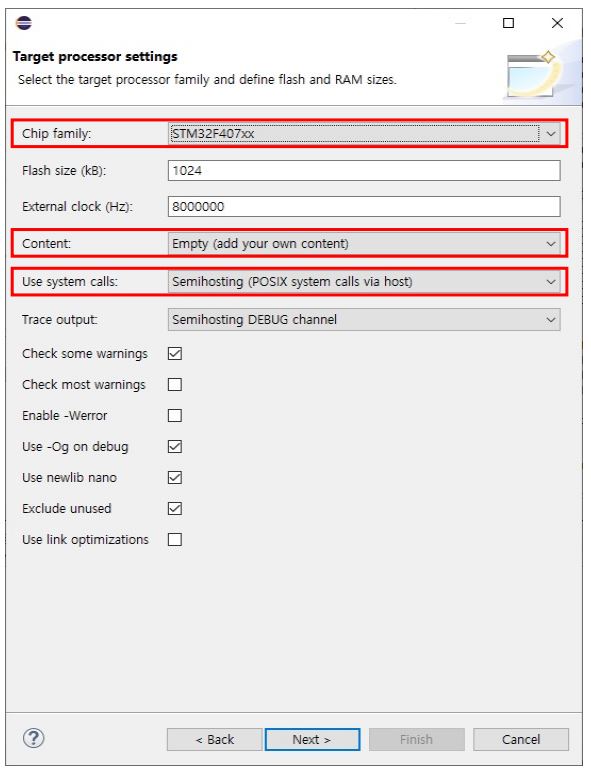 Target processor settings
Select the target processor family and define flash and RAM sizes.
Chip family: STM32F407xx
Flash size (kB): 1024
External clock (Hz): 8000000
Content: Empty (add your own content)
Use system calls: Semihosting (POSIX system calls via host)
Trace output: Semihosting DEBUG channel
Check some warnings
Check most warnings
Enable -Werror
Use -Og on debug
Use newlib nano
Exclude unused
Use link optimizations
? < Back Next > Finish Cancel